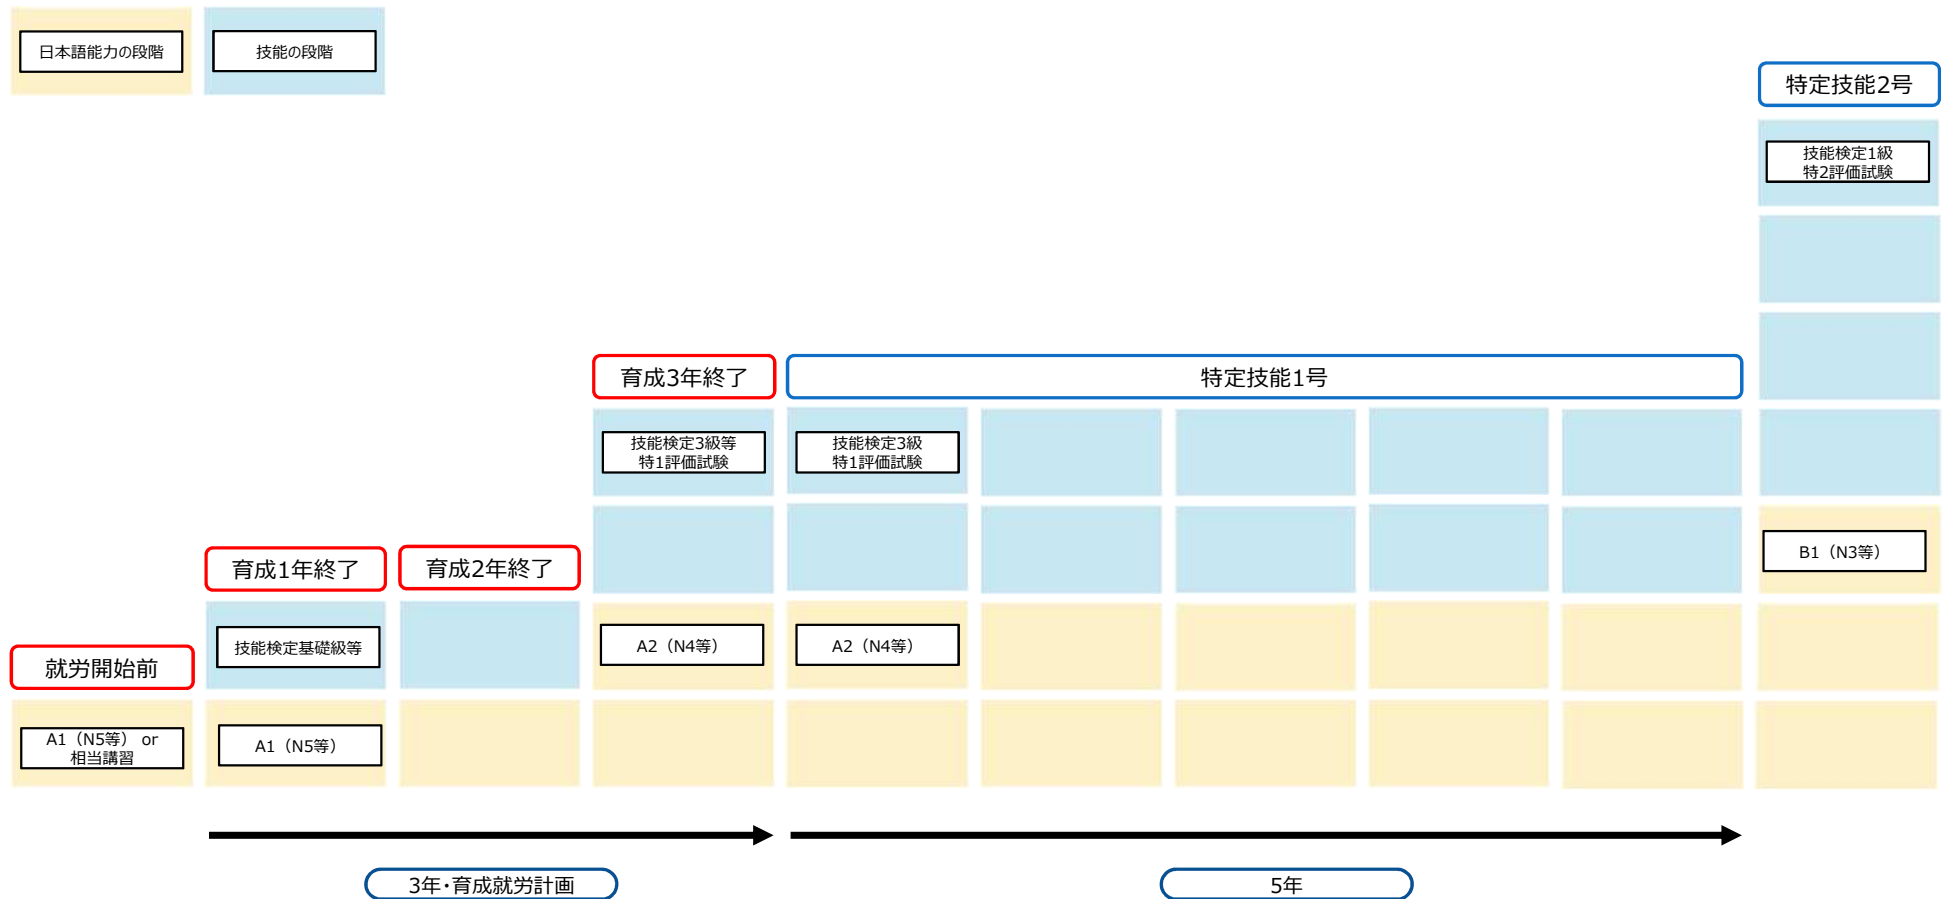 日本語能力の段階
技能の段階
特定技能2号
技能検定1級
特2評価試験
育成3年終了
特定技能1号
技能検定3級等
特1評価試験
技能検定3級
特1評価試験
B1（N3等）
育成1年終了
育成2年終了
技能検定基礎級等
A2（N4等）
A2（N4等）
就労開始前
A1（N5等） or
相当講習
A1（N5等）
3年・育成就労計画
5年